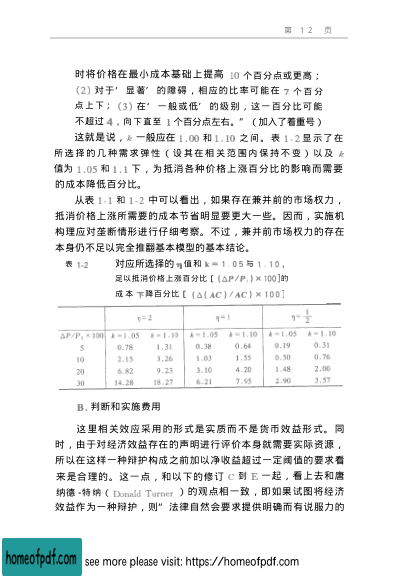 第 12 页
时将价格在最小成本基础上提高 10 个百分点或更高；
(2) 对于’显著’的障碍，相应的比率可能在 7 个百分
点上下；(3) 在’一般或低’的级别，这一百分比可能
不超过 4，向下直至 1 个百分点左右。”（加入了着重号）
这就是说，k 一般应在 1.00 和 1.10 之间。表 1-2 显示了在
所选择的几种需求弹性（设其在相关范围内保持不变）以及 k
值为 1.05 和 1.1 下，为抵消各种价格上涨百分比的影响而需要
的成本降低百分比。
从表 1-1 和 1-2 中可以看出，如果存在兼并前的市场权力，
抵消价格上涨所需要的成本节省明显要更大一些。因而，实施机
构理应对垄断情形进行仔细考察。不过，兼并前市场权力的存在
本身仍不足以完全推翻基本模型的基本结论。
表 1-2 对应所选择的 η 值和 k = 1.05 与 1.10，
足以抵消价格上涨百分比 [ (ΔP/P₁) × 100] 的
成本下降百分比 [ (Δ(AC)/AC) × 100]
η=2 η=1 η=1/2
ΔP/P₁ × 100 k=1.05 k=1.10 k=1.05 k=1.10 k=1.05 k=1.10
5 0.78 1.31 0.38 0.64 0.19 0.31
10 2.15 3.26 1.03 1.55 0.50 0.76
20 6.82 9.23 3.10 4.20 1.48 2.00
30 14.28 18.27 6.21 7.95 2.90 3.57
B. 判断和实施费用
这里相关效应采用的形式是实质而不是货币效益形式。同
时，由于对经济效益存在的声明进行评价本身就需要实际资源，
所以在这样一种辩护构成之前加以净收益超过一定阈值的要求看
来是合理的。这一点，和以下的修订 C 到 E 一起，看上去和唐
纳德·特纳（Donald Turner）的观点相一致，即如果试图将经济
效益作为一种辩护，则”法律自然会要求提供明确而有说服力的
homeofpdf.com
see more please visit: https://homeofpdf.com